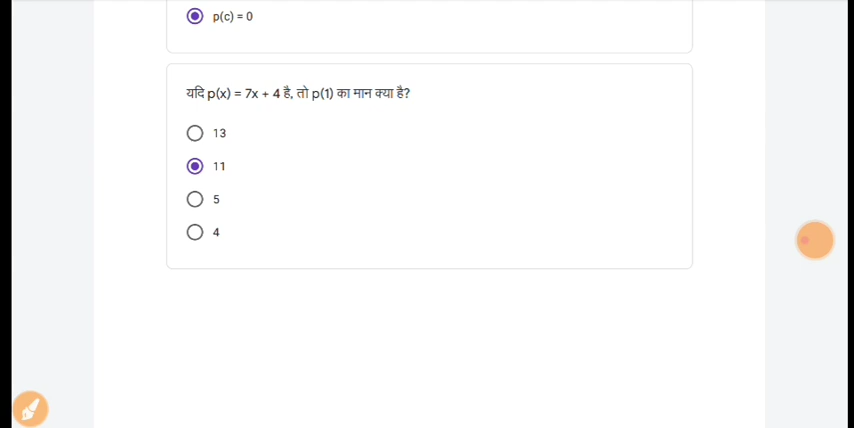 p(c) = 0
यदि p(x) = 7x + 4 है, तो p(1) का मान क्या है?
13
11
5
4